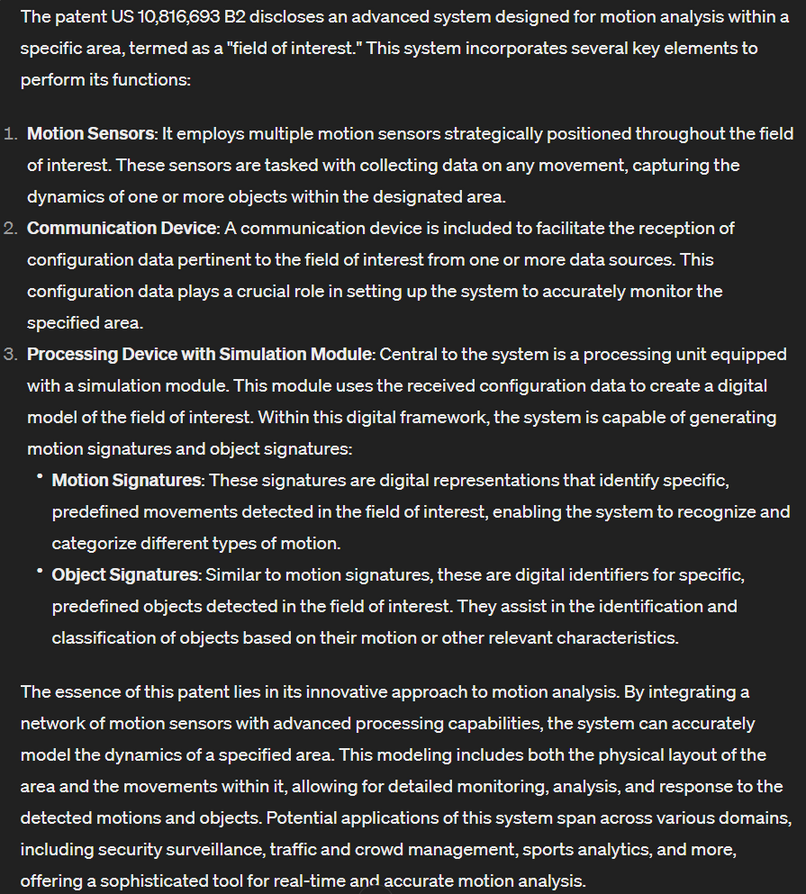 The patent US 10,816,693 B2 discloses an advanced system designed for motion analysis within a
specific area, termed as a "field of interest." This system incorporates several key elements to
perform its functions:
1. Motion Sensors: It employs multiple motion sensors strategically positioned throughout the field
of interest. These sensors are tasked with collecting data on any movement, capturing the
dynamics of one or more objects within the designated area.
2. Communication Device: A communication device is included to facilitate the reception of
configuration data pertinent to the field of interest from one or more data sources. This
configuration data plays a crucial role in setting up the system to accurately monitor the
specified area.
3. Processing Device with Simulation Module: Central to the system is a processing unit equipped
with a simulation module. This module uses the received configuration data to create a digital
model of the field of interest. Within this digital framework, the system is capable of generating
motion signatures and object signatures:
• Motion Signatures: These signatures are digital representations that identify specific,
predefined movements detected in the field of interest, enabling the system to recognize and
categorize different types of motion.
• Object Signatures: Similar to motion signatures, these are digital identifiers for specific,
predefined objects detected in the field of interest. They assist in the identification and
classification of objects based on their motion or other relevant characteristics.
The essence of this patent lies in its innovative approach to motion analysis. By integrating a
network of motion sensors with advanced processing capabilities, the system can accurately
model the dynamics of a specified area. This modeling includes both the physical layout of the
area and the movements within it, allowing for detailed monitoring, analysis, and response to the
detected motions and objects. Potential applications of this system span across various domains,
including security surveillance, traffic and crowd management, sports analytics, and more,
offering a sophisticated tool for real-time and accurate motion analysis.